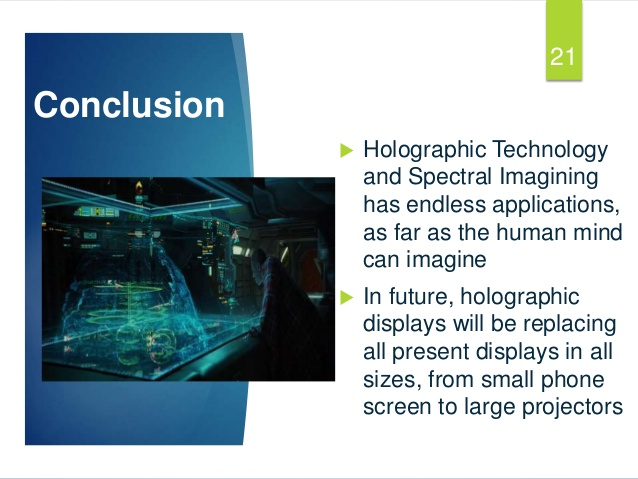 21
Conclusion
Holographic Technology
and Spectral Imagining
has endless applications,
as far as the human mind
can imagine
In future, holographic
displays will be replacing
all present displays in all
sizes, from small phone
screen to large projectors